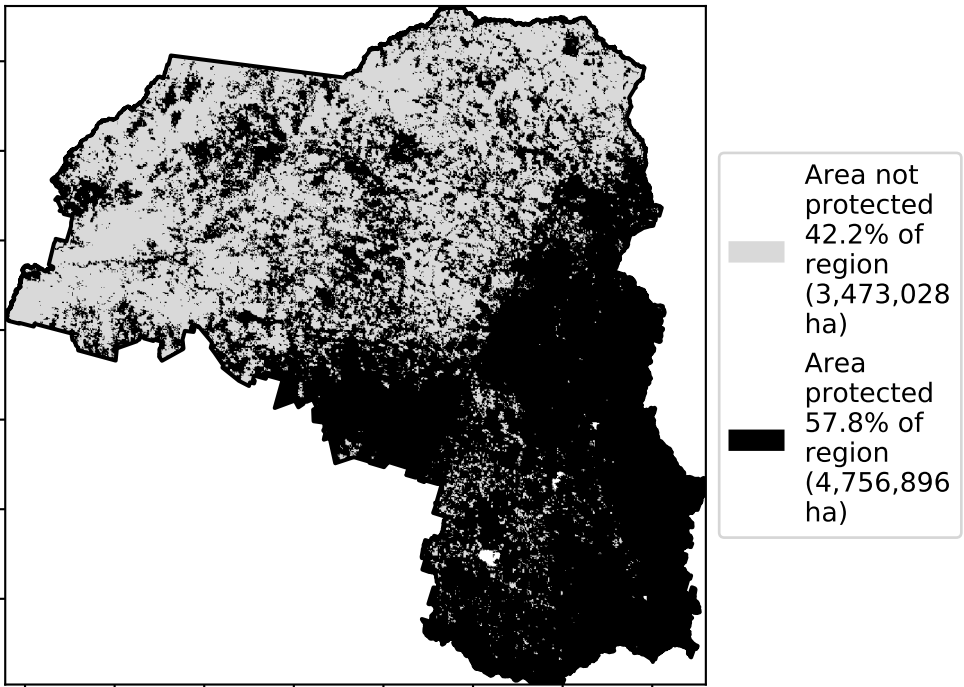 Area not
protected
42.2% of
region
(3,473,028
ha)
Area
protected
57.8% of
region
(4,756,896
ha)